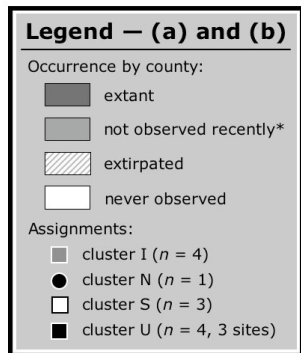 Legend — (a) and (b)
Occurrence by county:
extant
not observed recently*
extirpated
never observed
Assignments:
cluster I (n = 4)
cluster N (n = 1)
cluster S (n = 3)
cluster U (n = 4, 3 sites)